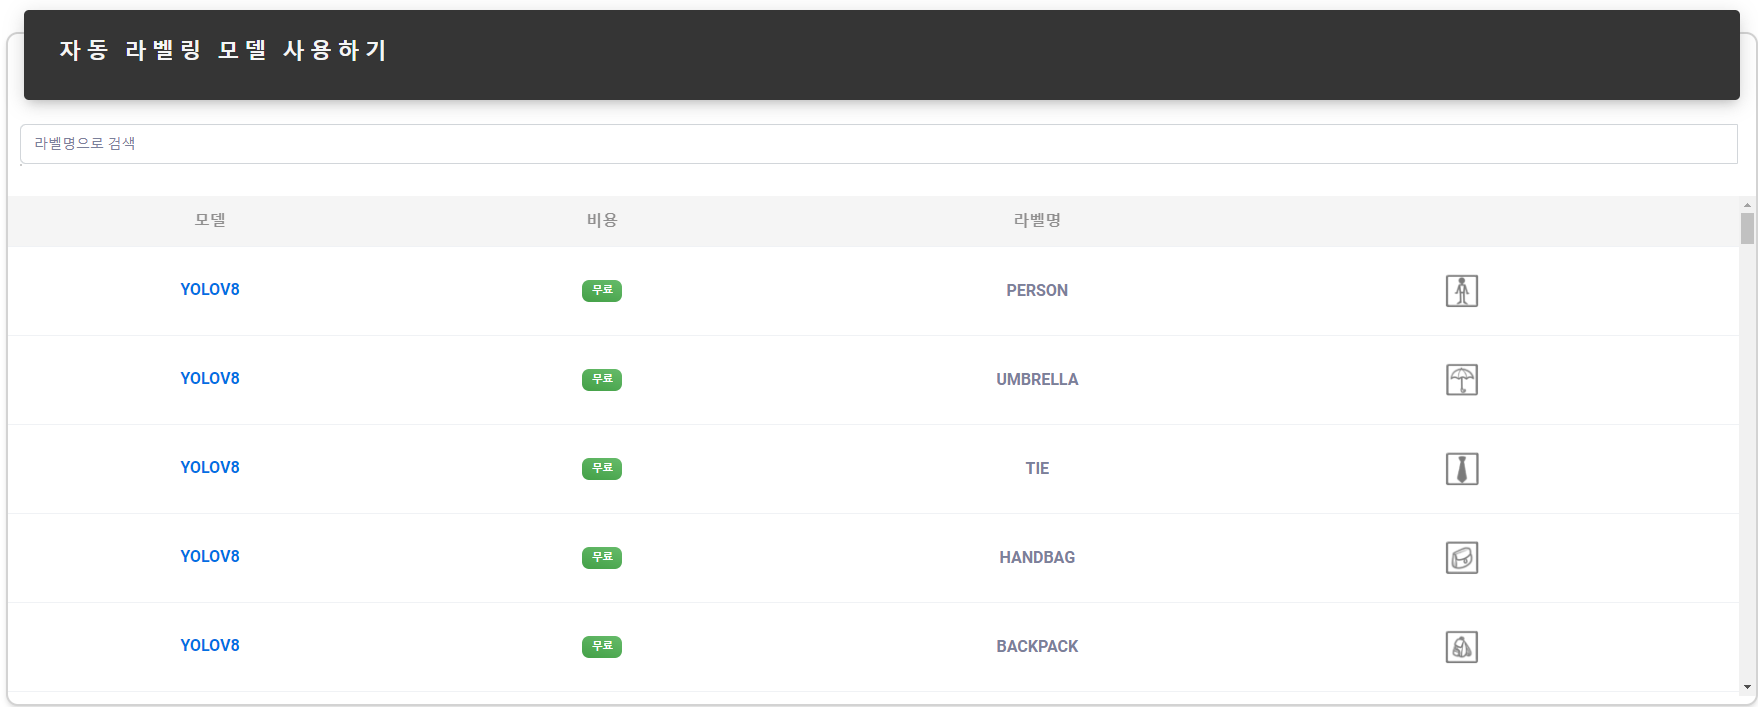 자동 라벨링 모델 사용하기
라벨명으로 검색
모델 비용 라벨명
YOLOV8 무료 PERSON
YOLOV8 무료 UMBRELLA
YOLOV8 무료 TIE
YOLOV8 무료 HANDBAG
YOLOV8 무료 BACKPACK